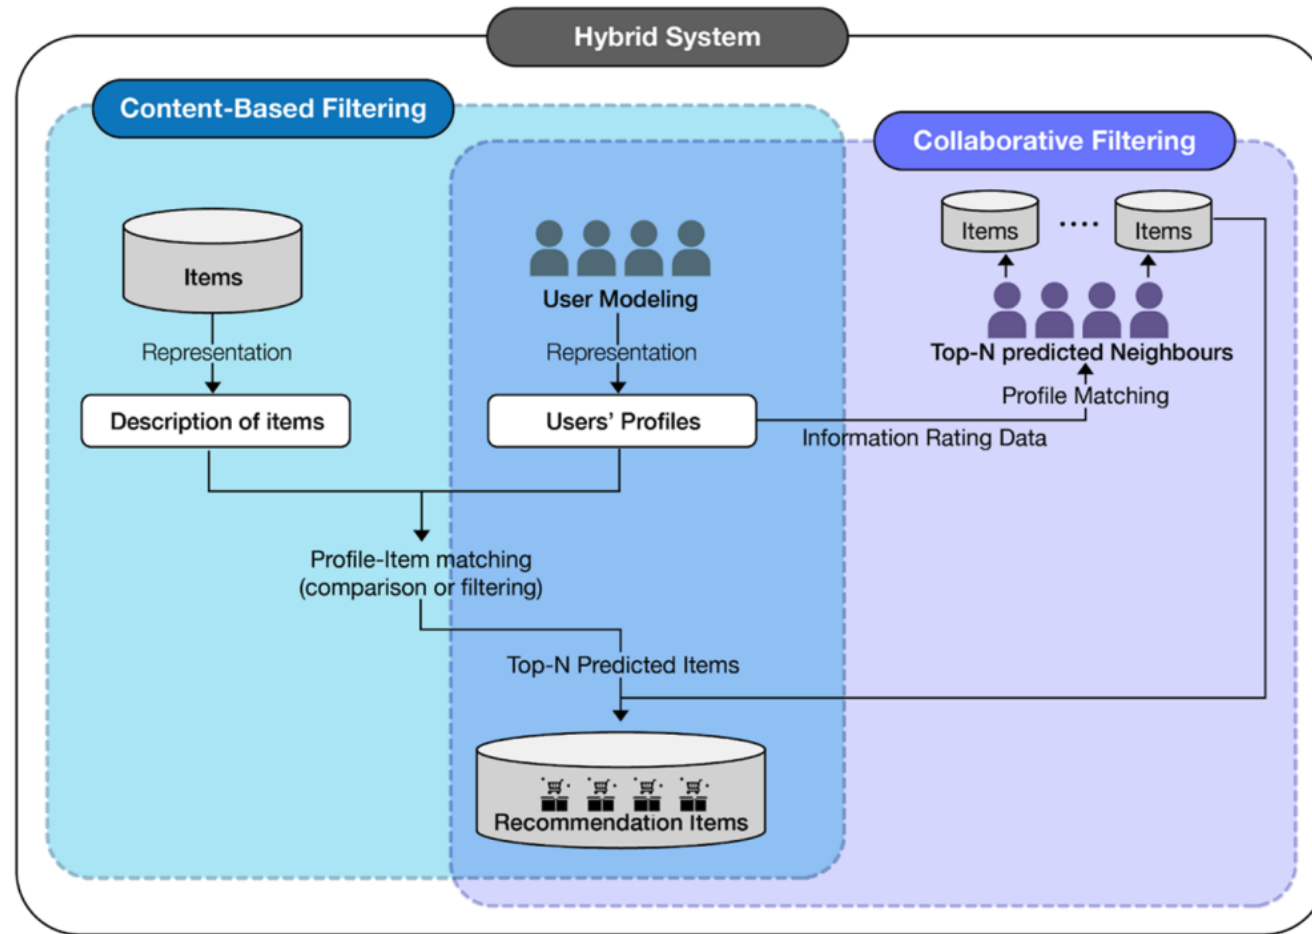 Hybrid System
Content-Based Filtering
Collaborative Filtering
Items
Representation
Description of items
User Modeling
Representation
Users' Profiles
Items
....
Items
Top-N predicted Neighbours
Profile Matching
Information Rating Data
Profile-Item matching
(comparison or filtering)
Top-N Predicted Items
Recommendation Items